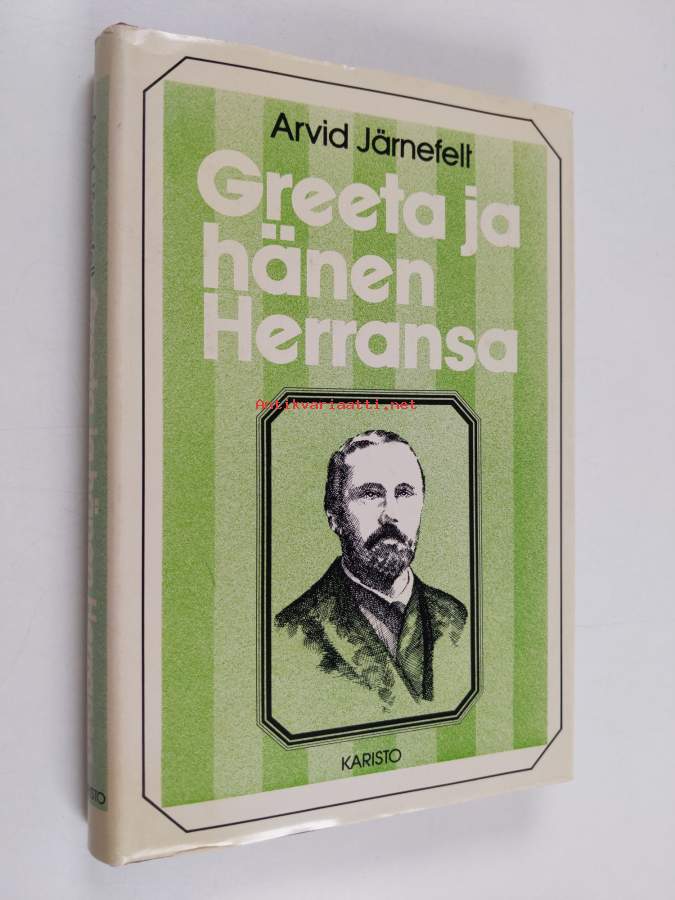 Arvid Järnefelt
Greeta ja
hänen
Herransa
Antikvariaatti.net
KARISTO